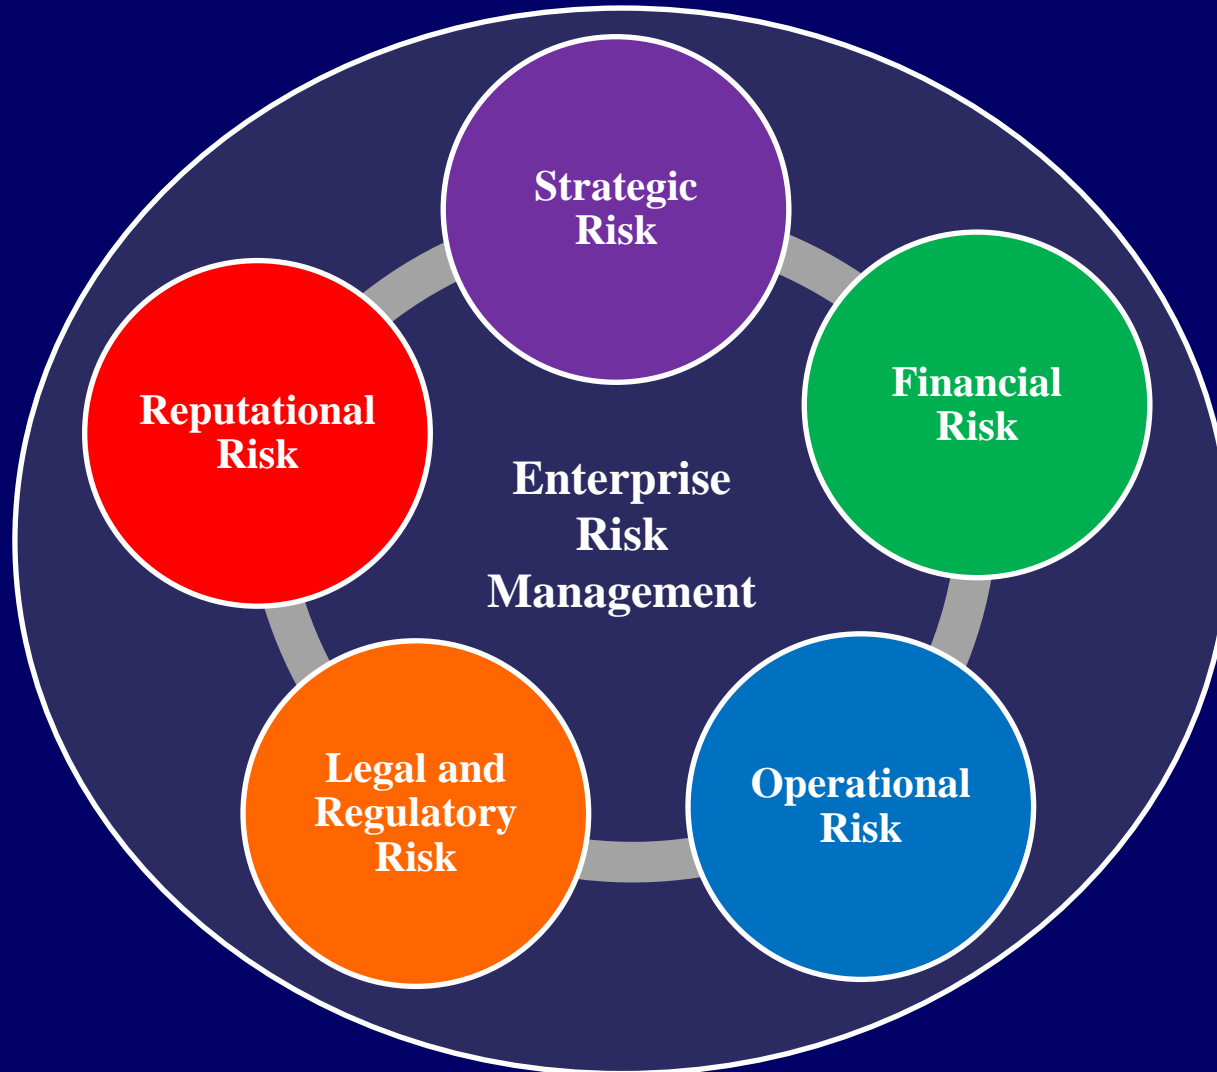 Strategic
Risk
Financial
Risk
Reputational
Risk
Enterprise
Risk
Management
Legal and
Regulatory
Risk
Operational
Risk